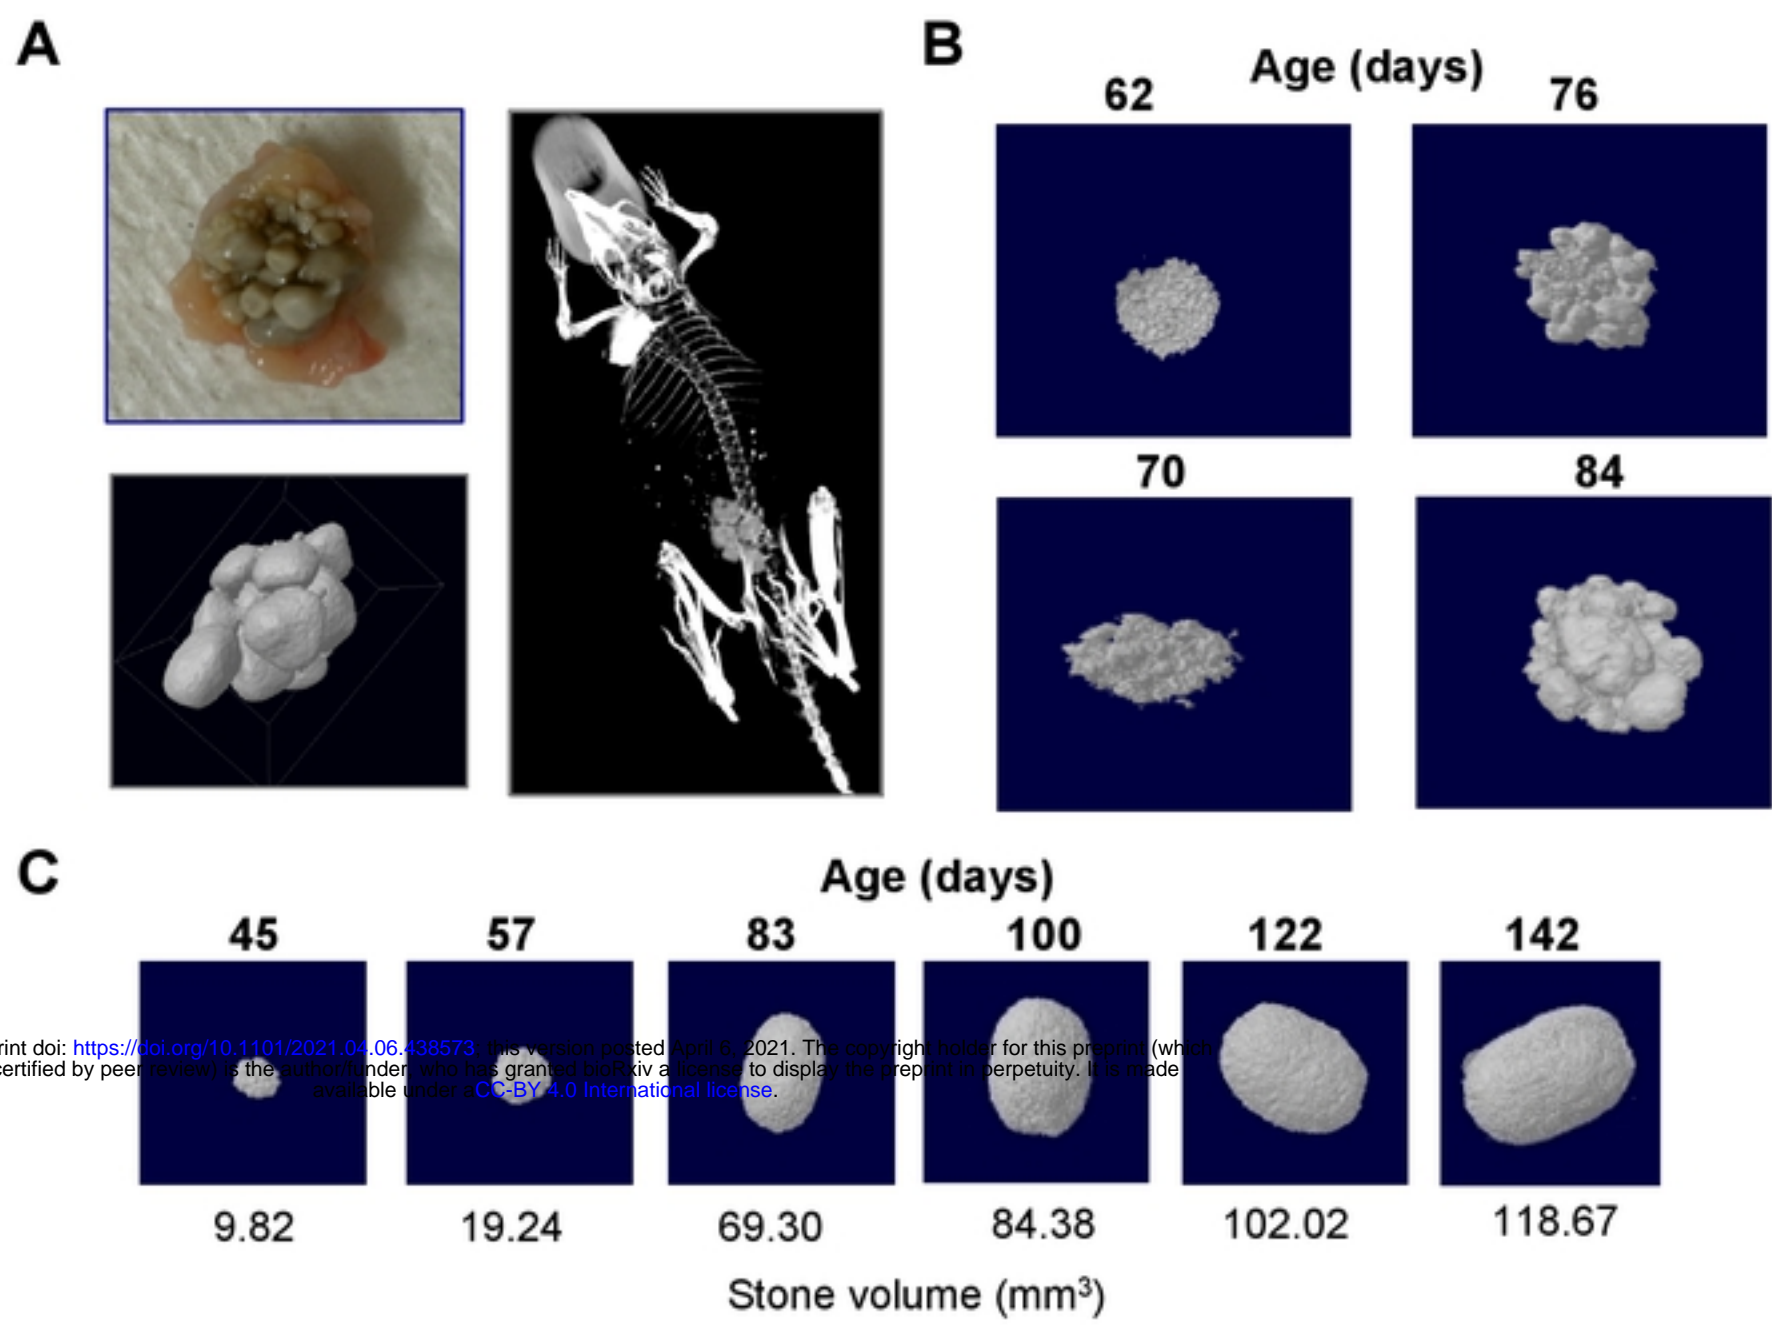 A
B
Age (days)
62
76
70
84
C
Age (days)
45
57
83
100
122
142
rint doi: https://doi.org/10.1101/2021.04.06.438573; this version posted April 6, 2021. The copyright holder for this preprint (which
certified by peer review) is the author/funder, who has granted bioRxiv a license to display the preprint in perpetuity. It is made
available under aCC-BY 4.0 International license.
9.82
19.24
69.30
84.38
102.02
118.67
Stone volume (mm³)